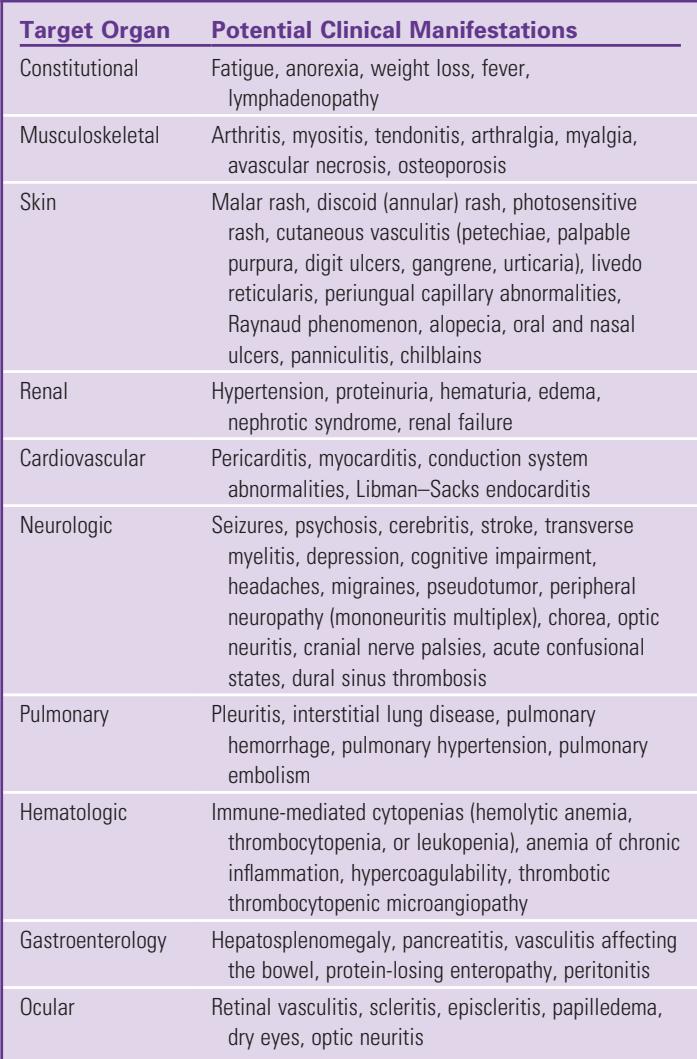 Target Organ Potential Clinical Manifestations
Constitutional Fatigue, anorexia, weight loss, fever,
lymphadenopathy
Musculoskeletal Arthritis, myositis, tendonitis, arthralgia, myalgia,
avascular necrosis, osteoporosis
Skin Malar rash, discoid (annular) rash, photosensitive
rash, cutaneous vasculitis (petechiae, palpable
purpura, digit ulcers, gangrene, urticaria), livedo
reticularis, periungual capillary abnormalities,
Raynaud phenomenon, alopecia, oral and nasal
ulcers, panniculitis, chilblains
Renal Hypertension, proteinuria, hematuria, edema,
nephrotic syndrome, renal failure
Cardiovascular Pericarditis, myocarditis, conduction system
abnormalities, Libman–Sacks endocarditis
Neurologic Seizures, psychosis, cerebritis, stroke, transverse
myelitis, depression, cognitive impairment,
headaches, migraines, pseudotumor, peripheral
neuropathy (mononeuritis multiplex), chorea, optic
neuritis, cranial nerve palsies, acute confusional
states, dural sinus thrombosis
Pulmonary Pleuritis, interstitial lung disease, pulmonary
hemorrhage, pulmonary hypertension, pulmonary
embolism
Hematologic Immune-mediated cytopenias (hemolytic anemia,
thrombocytopenia, or leukopenia), anemia of chronic
inflammation, hypercoagulability, thrombotic
thrombocytopenic microangiopathy
Gastroenterology Hepatosplenomegaly, pancreatitis, vasculitis affecting
the bowel, protein-losing enteropathy, peritonitis
Ocular Retinal vasculitis, scleritis, episcleritis, papilledema,
dry eyes, optic neuritis